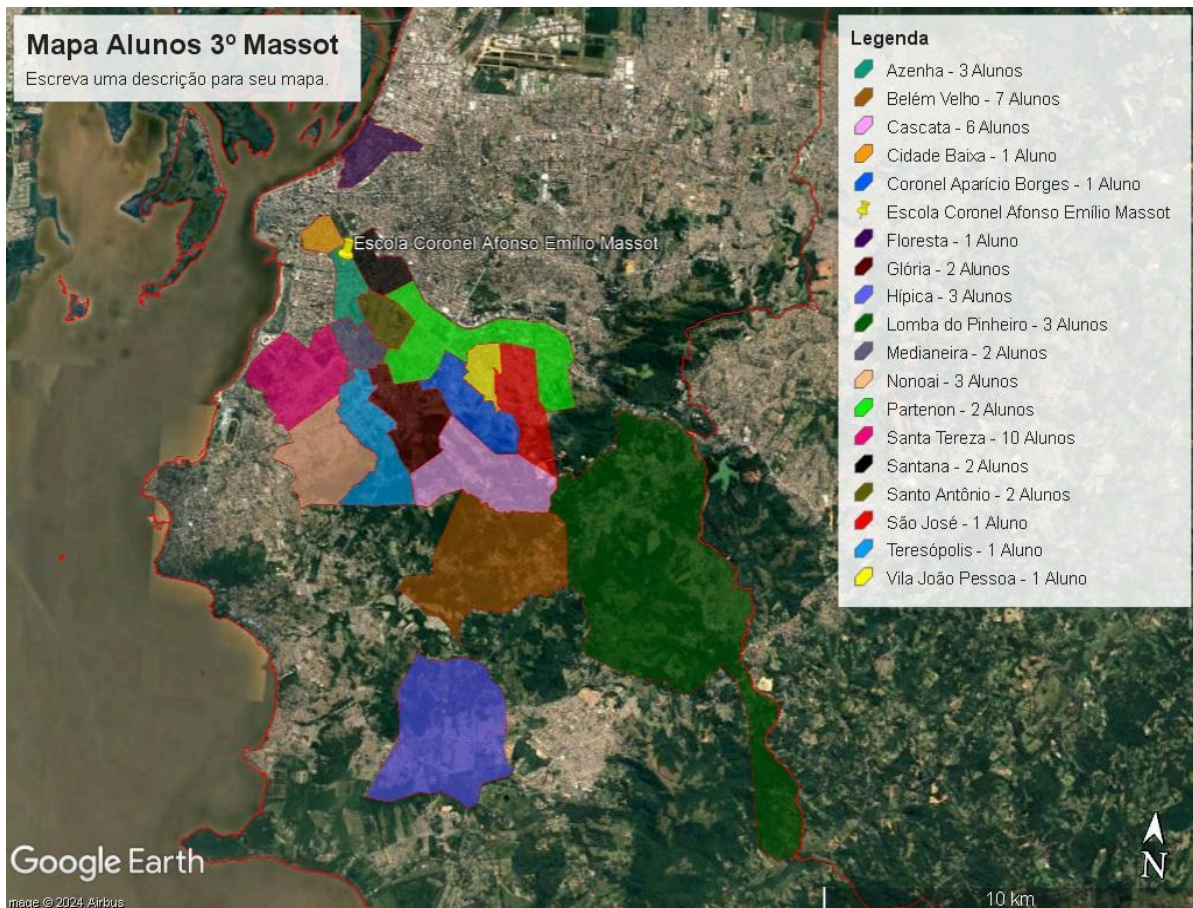 Mapa Alunos 3º Massot
Escreva uma descrição para seu mapa.
Legenda
Azenha - 3 Alunos
Belém Velho - 7 Alunos
Cascata - 6 Alunos
Cidade Baixa - 1 Aluno
Coronel Aparício Borges - 1 Aluno
Escola Coronel Afonso Emílio Massot
Floresta - 1 Aluno
Glória - 2 Alunos
Hípica - 3 Alunos
Lomba do Pinheiro - 3 Alunos
Medianeira - 2 Alunos
Nonoai - 3 Alunos
Partenon - 2 Alunos
Santa Tereza - 10 Alunos
Santana - 2 Alunos
Santo Antônio - 2 Alunos
São José - 1 Aluno
Teresópolis - 1 Aluno
Vila João Pessoa - 1 Aluno
Escola Coronel Afonso Emílio Massot
N
Google Earth
10 km
mage © 2024 Airbus